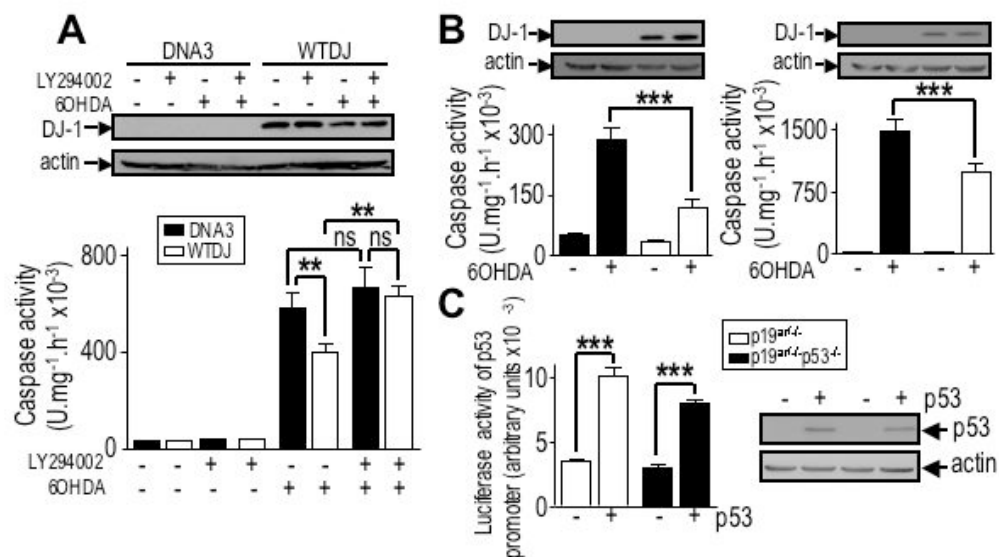 A
DNA3 WTDJ
LY294002 - + - + - + - +
6OHDA - - + + - - + +
DJ-1
actin
DNA3
WTDJ
Caspase activity
(U.mg-1.h-1 x10-3)
800
400
0
**
ns ns
**
LY294002 - - + + - - + +
6OHDA - - - - + + + +
B
DJ-1
actin
Caspase activity
(U.mg-1.h-1 x10-3)
300
150
0
***
6OHDA - + - +
DJ-1
actin
Caspase activity
(U.mg-1.h-1 x10-3)
1500
750
0
***
6OHDA - + - +
C
Luciferase activity of p53
promoter (arbitrary units x10-3)
10
5
0
***
***
- + - + p53
p19arf-/-
p19arf-/-p53-/-
- + - + p53
p53
actin